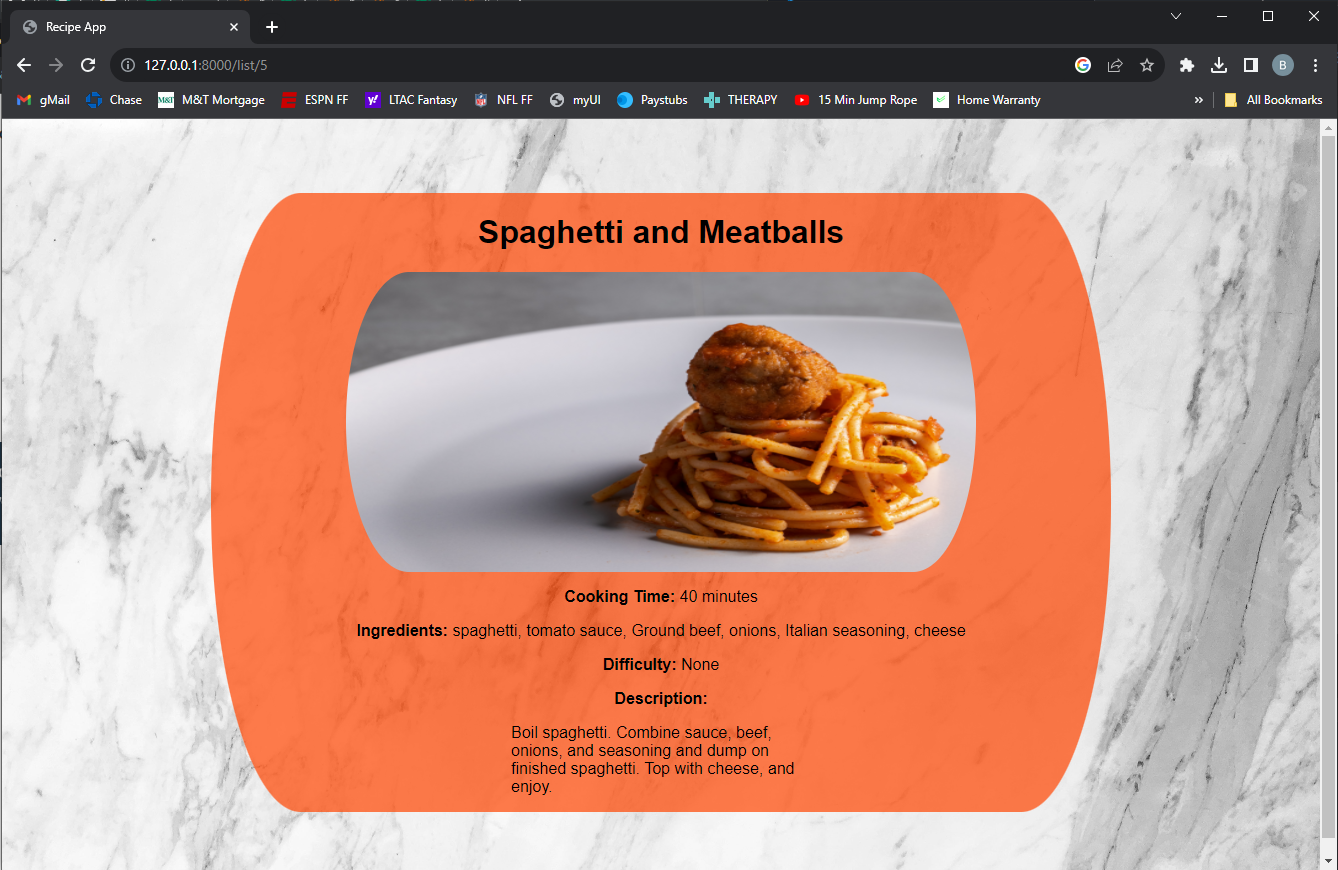 Recipe App
127.0.0.1:8000/list/5
B
gMail
Chase
M&T M&T Mortgage
ESPN FF
y! LTAC Fantasy
NFL FF
myUI
Paystubs
THERAPY
15 Min Jump Rope
Home Warranty
»
All Bookmarks
Spaghetti and Meatballs
Cooking Time: 40 minutes
Ingredients: spaghetti, tomato sauce, Ground beef, onions, Italian seasoning, cheese
Difficulty: None
Description:
Boil spaghetti. Combine sauce, beef,
onions, and seasoning and dump on
finished spaghetti. Top with cheese, and
enjoy.